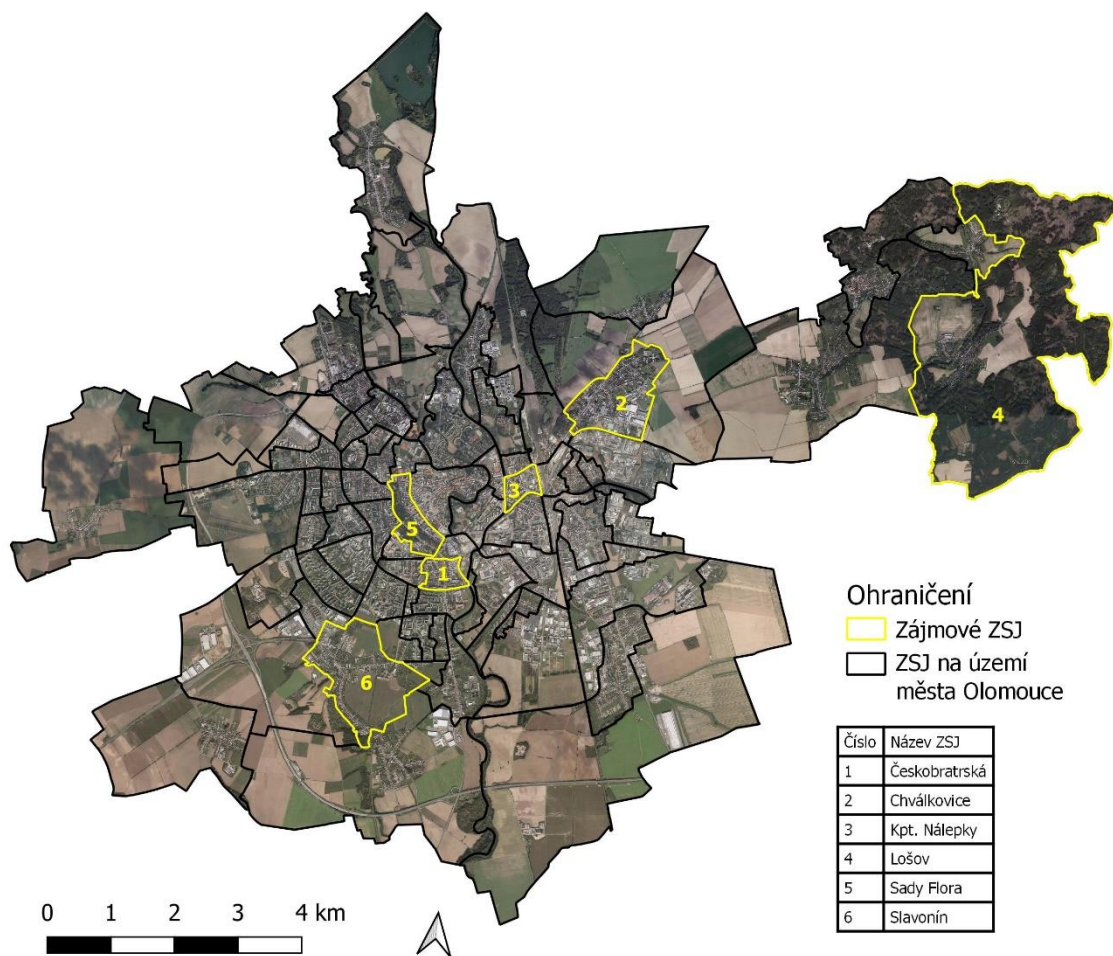 2
4
3
5
1
6
Ohraničení
Zájmové ZSJ
ZSJ na území
města Olomouce
Číslo Název ZSJ
1 Českobratrská
2 Chválkovice
3 Kpt. Nálepky
4 Lošov
5 Sady Flora
6 Slavonín
0 1 2 3 4 km